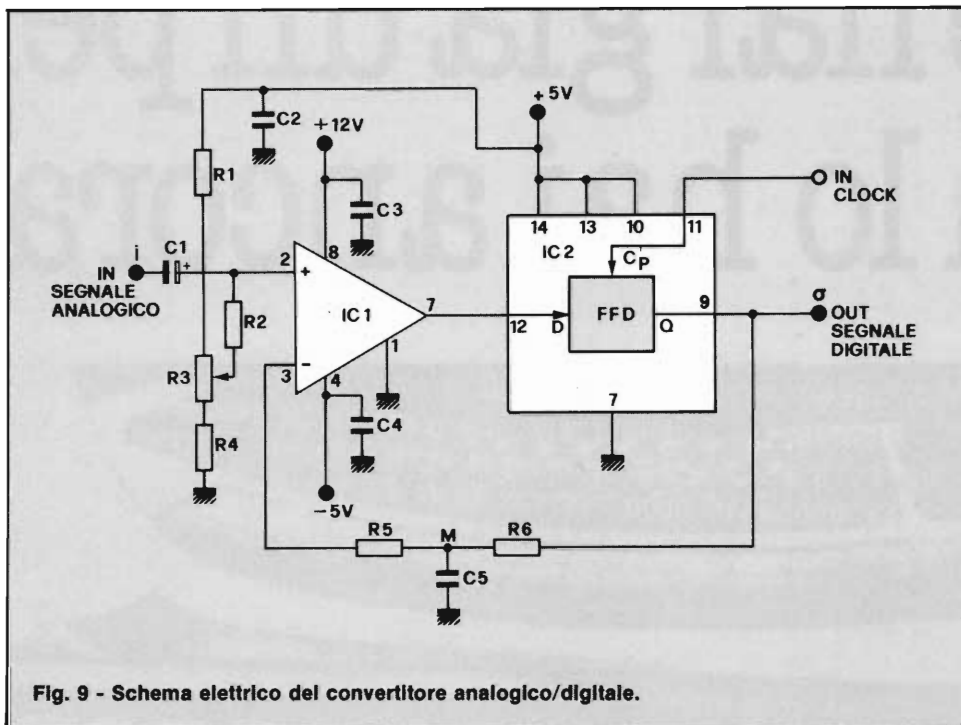 + 5V
C2
+ 12V
R1
C3
IN
CLOCK
14
13
10
11
IC 2
C'P
8
i
C1
+
IN
SEGNALE
ANALOGICO
2
+
IC 1
7
12
D
FFD
Q
9
σ
OUT
SEGNALE
DIGITALE
R2
3
-
1
4
R3
7
C4
R4
-5V
R5
M
R6
C5
Fig. 9 - Schema elettrico del convertitore analogico/digitale.